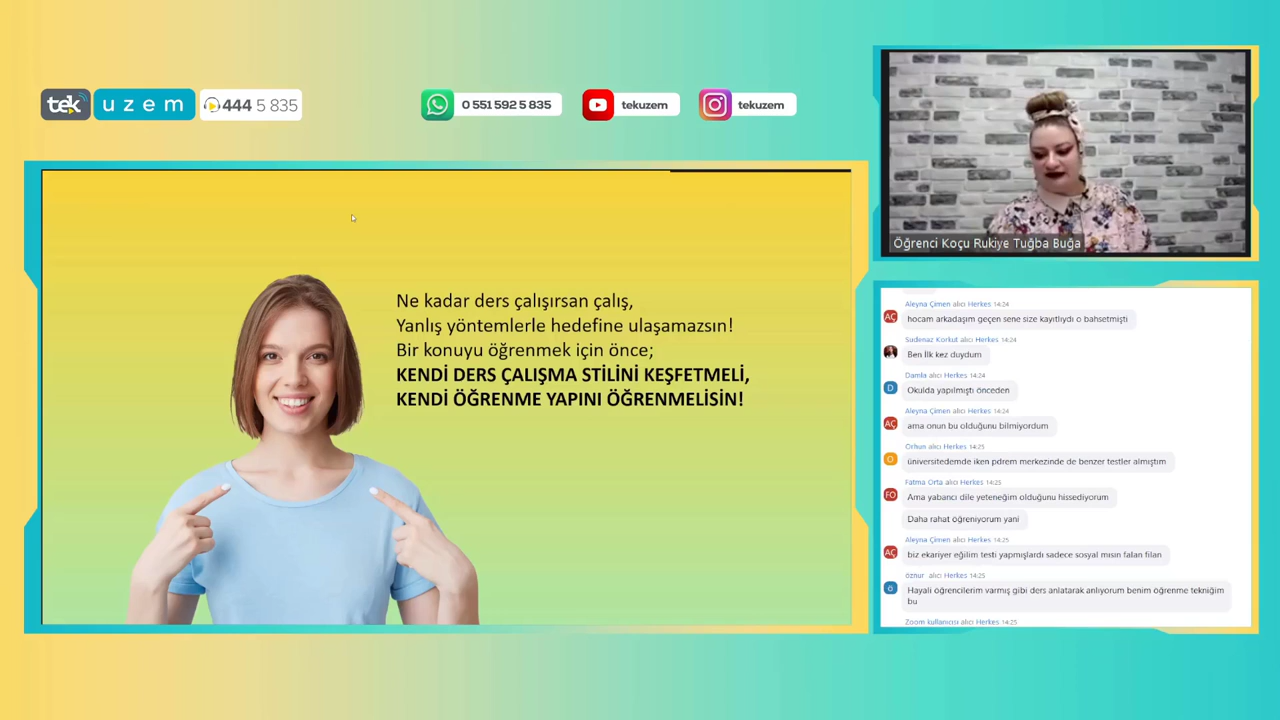 tek uzem 444 5 835
0 551 592 5 835
tekuzem
tekuzem
Ne kadar ders çalışırsan çalış,
Yanlış yöntemlerle hedefine ulaşamazsın!
Bir konuyu öğrenmek için önce;
KENDİ DERS ÇALIŞMA STİLİNİ KEŞFETMELİ,
KENDİ ÖĞRENME YAPINI ÖĞRENMELİSİN!
Öğrenci Koçu Rukiye Tuğba Buğa
Aleyna Çimen alıcı Herkes 14:24
AÇ
hocam arkadaşım geçen sene size kayıtlıydı o bahsetmişti
Sudenaz Korkut alıcı Herkes 14:24
Ben İlk kez duydum
Damla alıcı Herkes 14:24
D
Okulda yapılmıştı önceden
Aleyna Çimen alıcı Herkes 14:24
AÇ
ama onun bu olduğunu bilmiyordum
Orhun alıcı Herkes 14:25
O
üniversitedemde iken pdrem merkezinde de benzer testler almıştım
Fatma Orta alıcı Herkes 14:25
FO
Ama yabancı dile yeteneğim olduğunu hissediyorum
Daha rahat öğreniyorum yani
Aleyna Çimen alıcı Herkes 14:25
AÇ
biz ekariyer eğilim testi yapmışlardı sadece sosyal mısın falan filan
öznur alıcı Herkes 14:25
ö
Hayali öğrencilerim varmış gibi ders anlatarak anlıyorum benim öğrenme tekniğim
bu
Zoom kullanıcısı alıcı Herkes 14:25